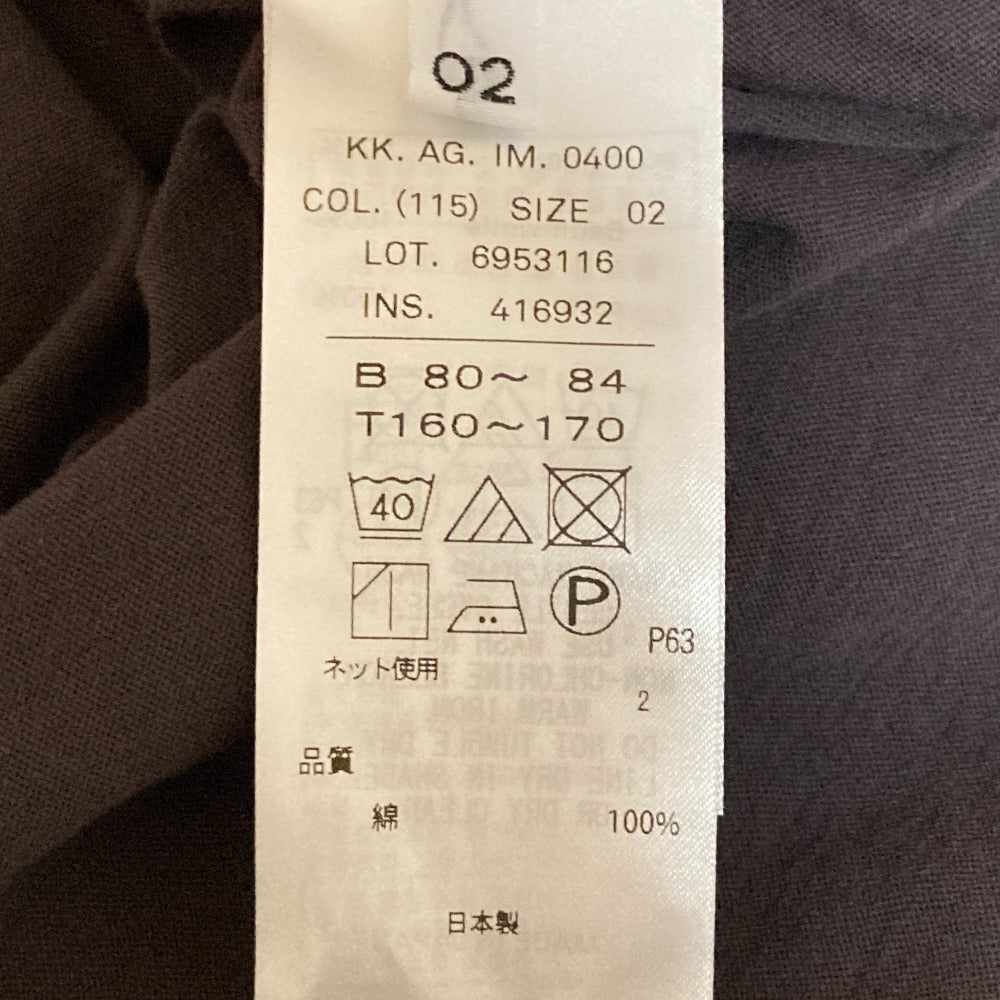 02
KK. AG. IM. 0400
COL. (115) SIZE 02
LOT. 6953116
INS. 416932
B 80～ 84
T160～170
40
P
P63
ネット使用
2
品質
綿 100%
日本製